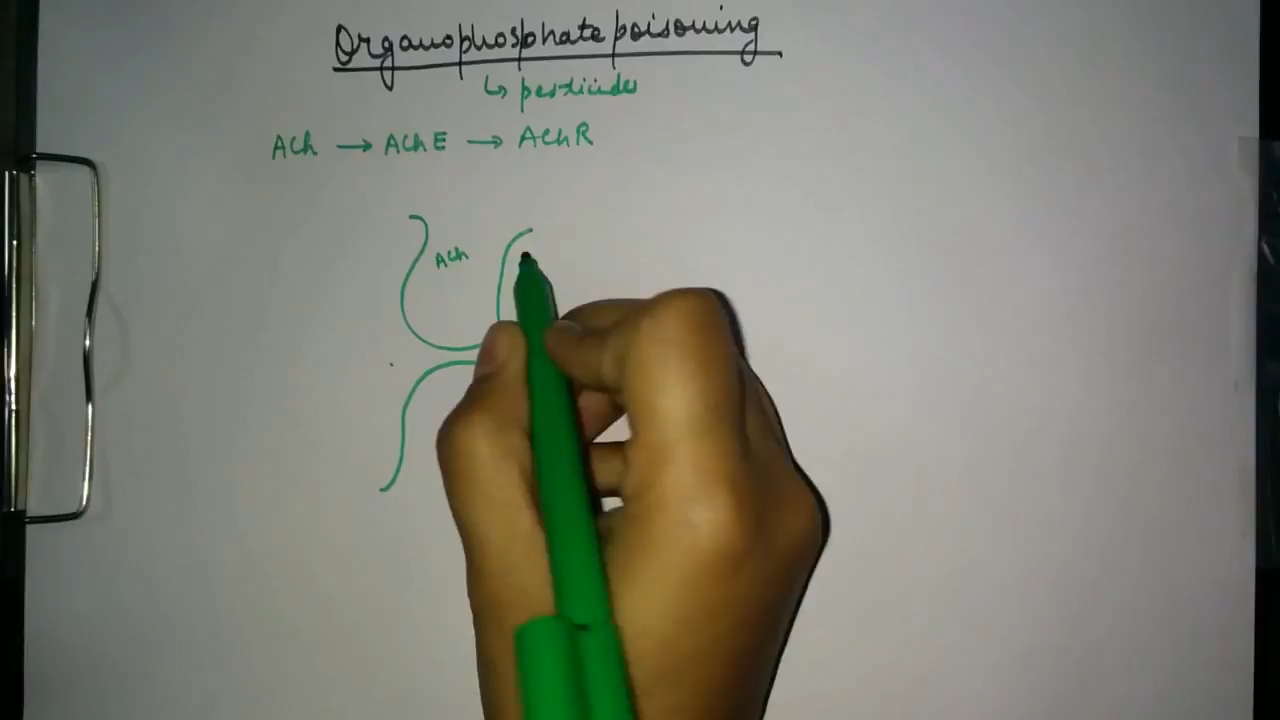 Organophosphate poisoning
↳ pesticides
ACh → AChE → AChR
ACh